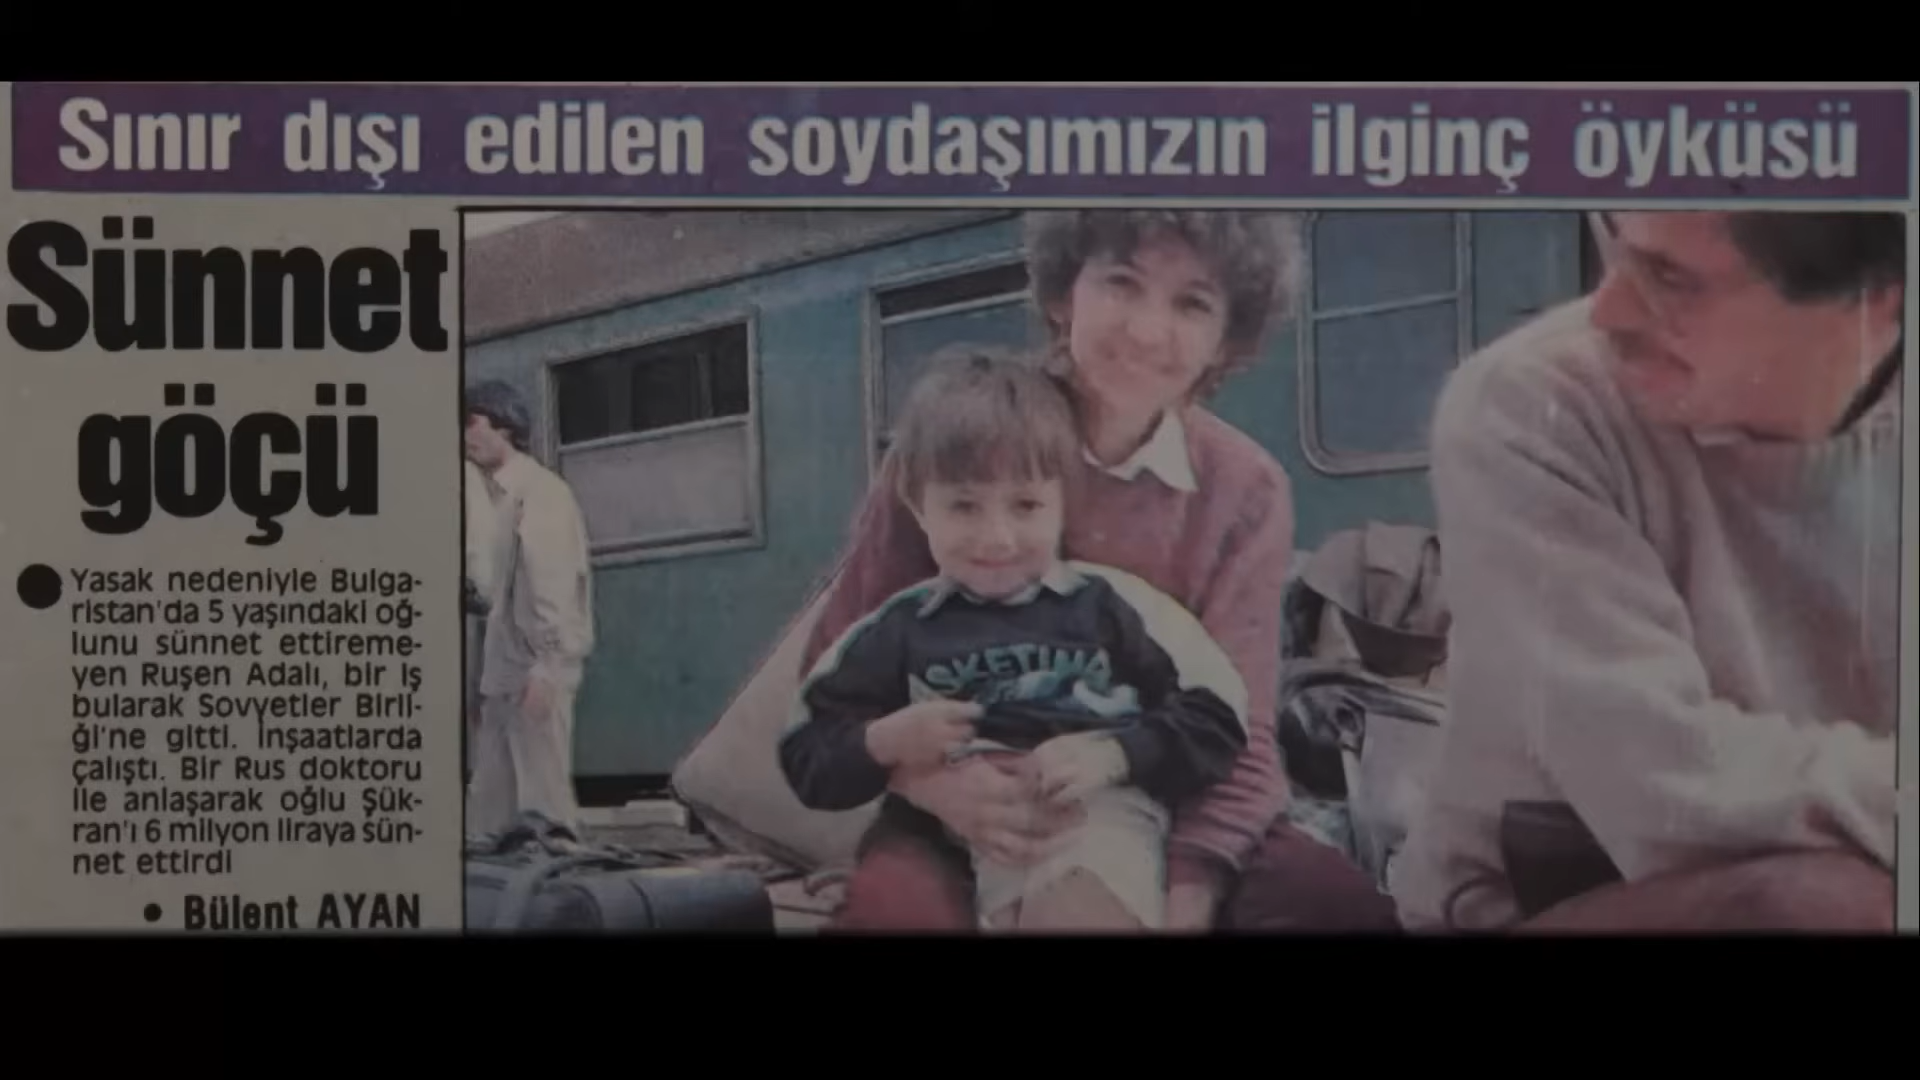 Sınır dışı edilen soydaşımızın ilginç öyküsü
Sünnet
göçü
● Yasak nedeniyle Bulga-
ristan'da 5 yaşındaki oğ-
lunu sünnet ettireme-
yen Ruşen Adalı, bir iş
bularak Sovyetler Birli-
ği'ne gitti. İnşaatlarda
çalıştı. Bir Rus doktoru
ile anlaşarak oğlu Şük-
ran'ı 6 milyon liraya sün-
net ettirdi
• Bülent AYAN
SKETING